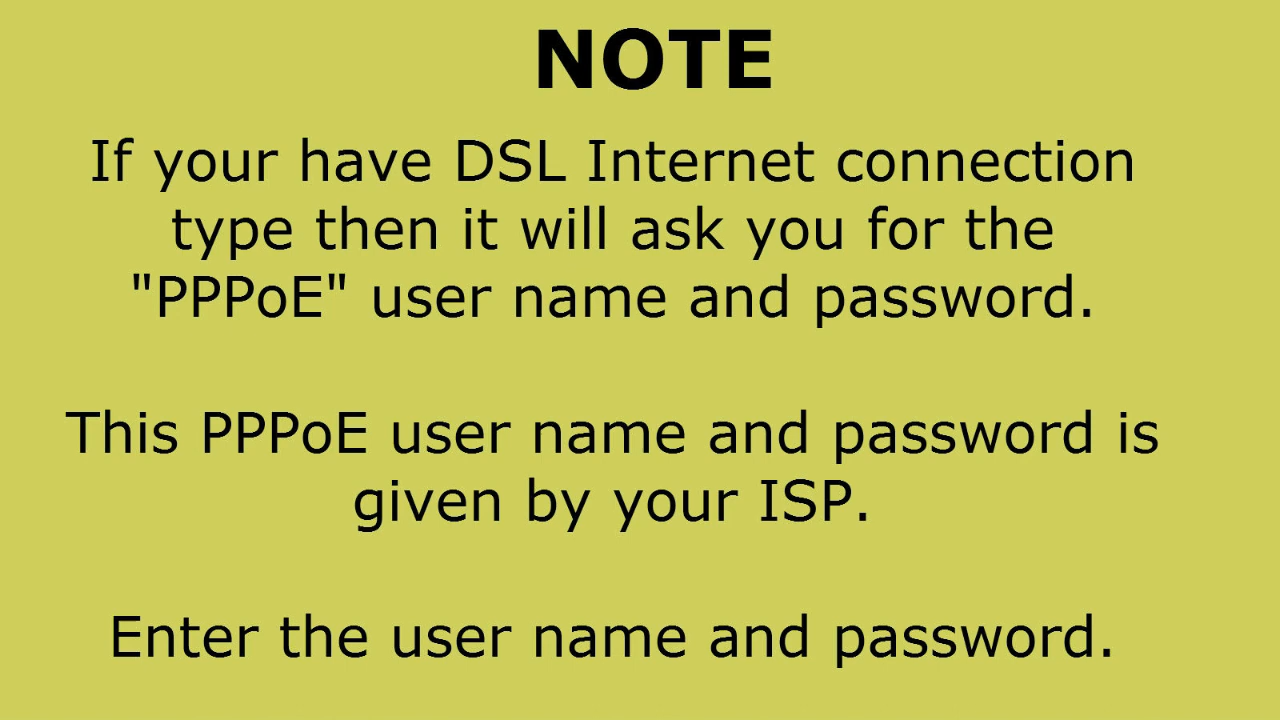 NOTE
If your have DSL Internet connection
type then it will ask you for the
"PPPoE" user name and password.
This PPPoE user name and password is
given by your ISP.
Enter the user name and password.